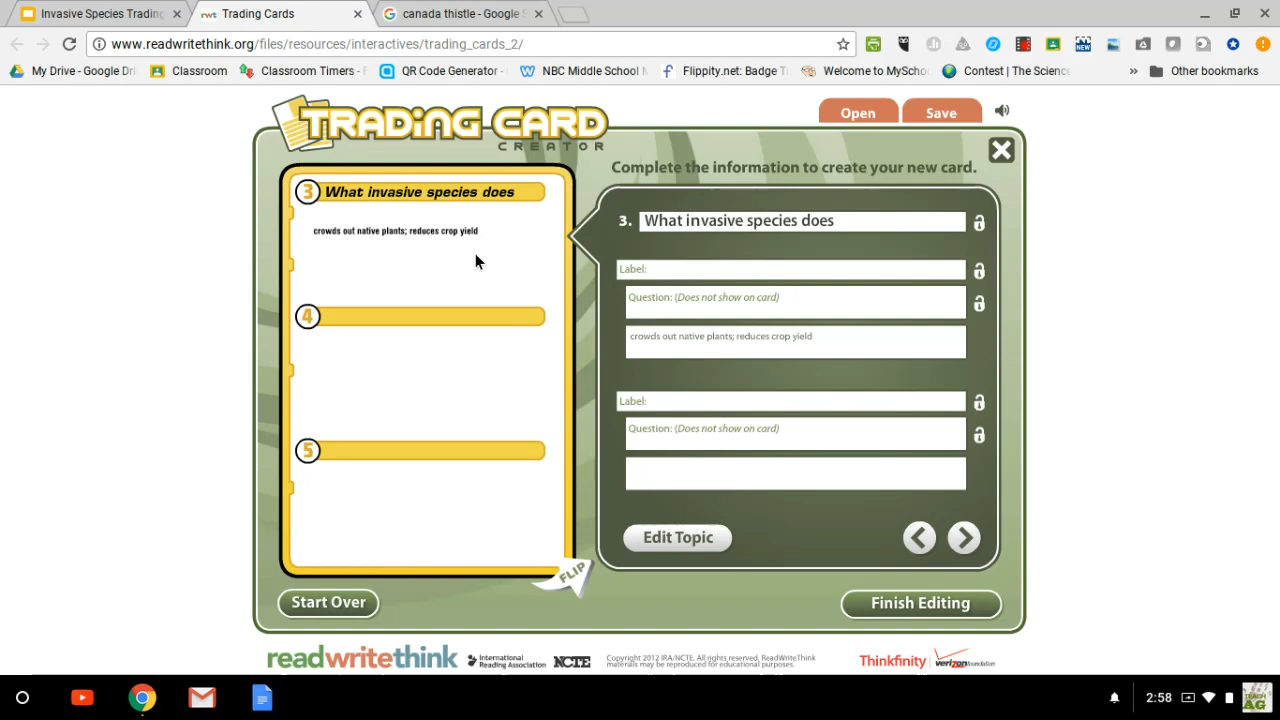 Invasive Species Trading
rwt Trading Cards
canada thistle - Google S
www.readwritethink.org/files/resources/interactives/trading_cards_2/
My Drive - Google Dri
Classroom
Classroom Timers - F
QR Code Generator -
NBC Middle School
Flippity.net: Badge T
Welcome to MySchoo
Contest | The Science
Other bookmarks
TRADING CARD
CREATOR
Open
Save
Complete the information to create your new card.
3 What invasive species does
crowds out native plants; reduces crop yield
4
5
FLIP
3. What invasive species does
Label:
Question: (Does not show on card)
crowds out native plants; reduces crop yield
Label:
Question: (Does not show on card)
Edit Topic
Start Over
Finish Editing
readwritethink
International
Reading Association
NCTE
Copyright 2012 IRA/NCTE. All rights reserved. ReadWriteThink
materials may be reproduced for educational purposes.
Thinkfinity
verizon foundation
2:58
TEACH
AG